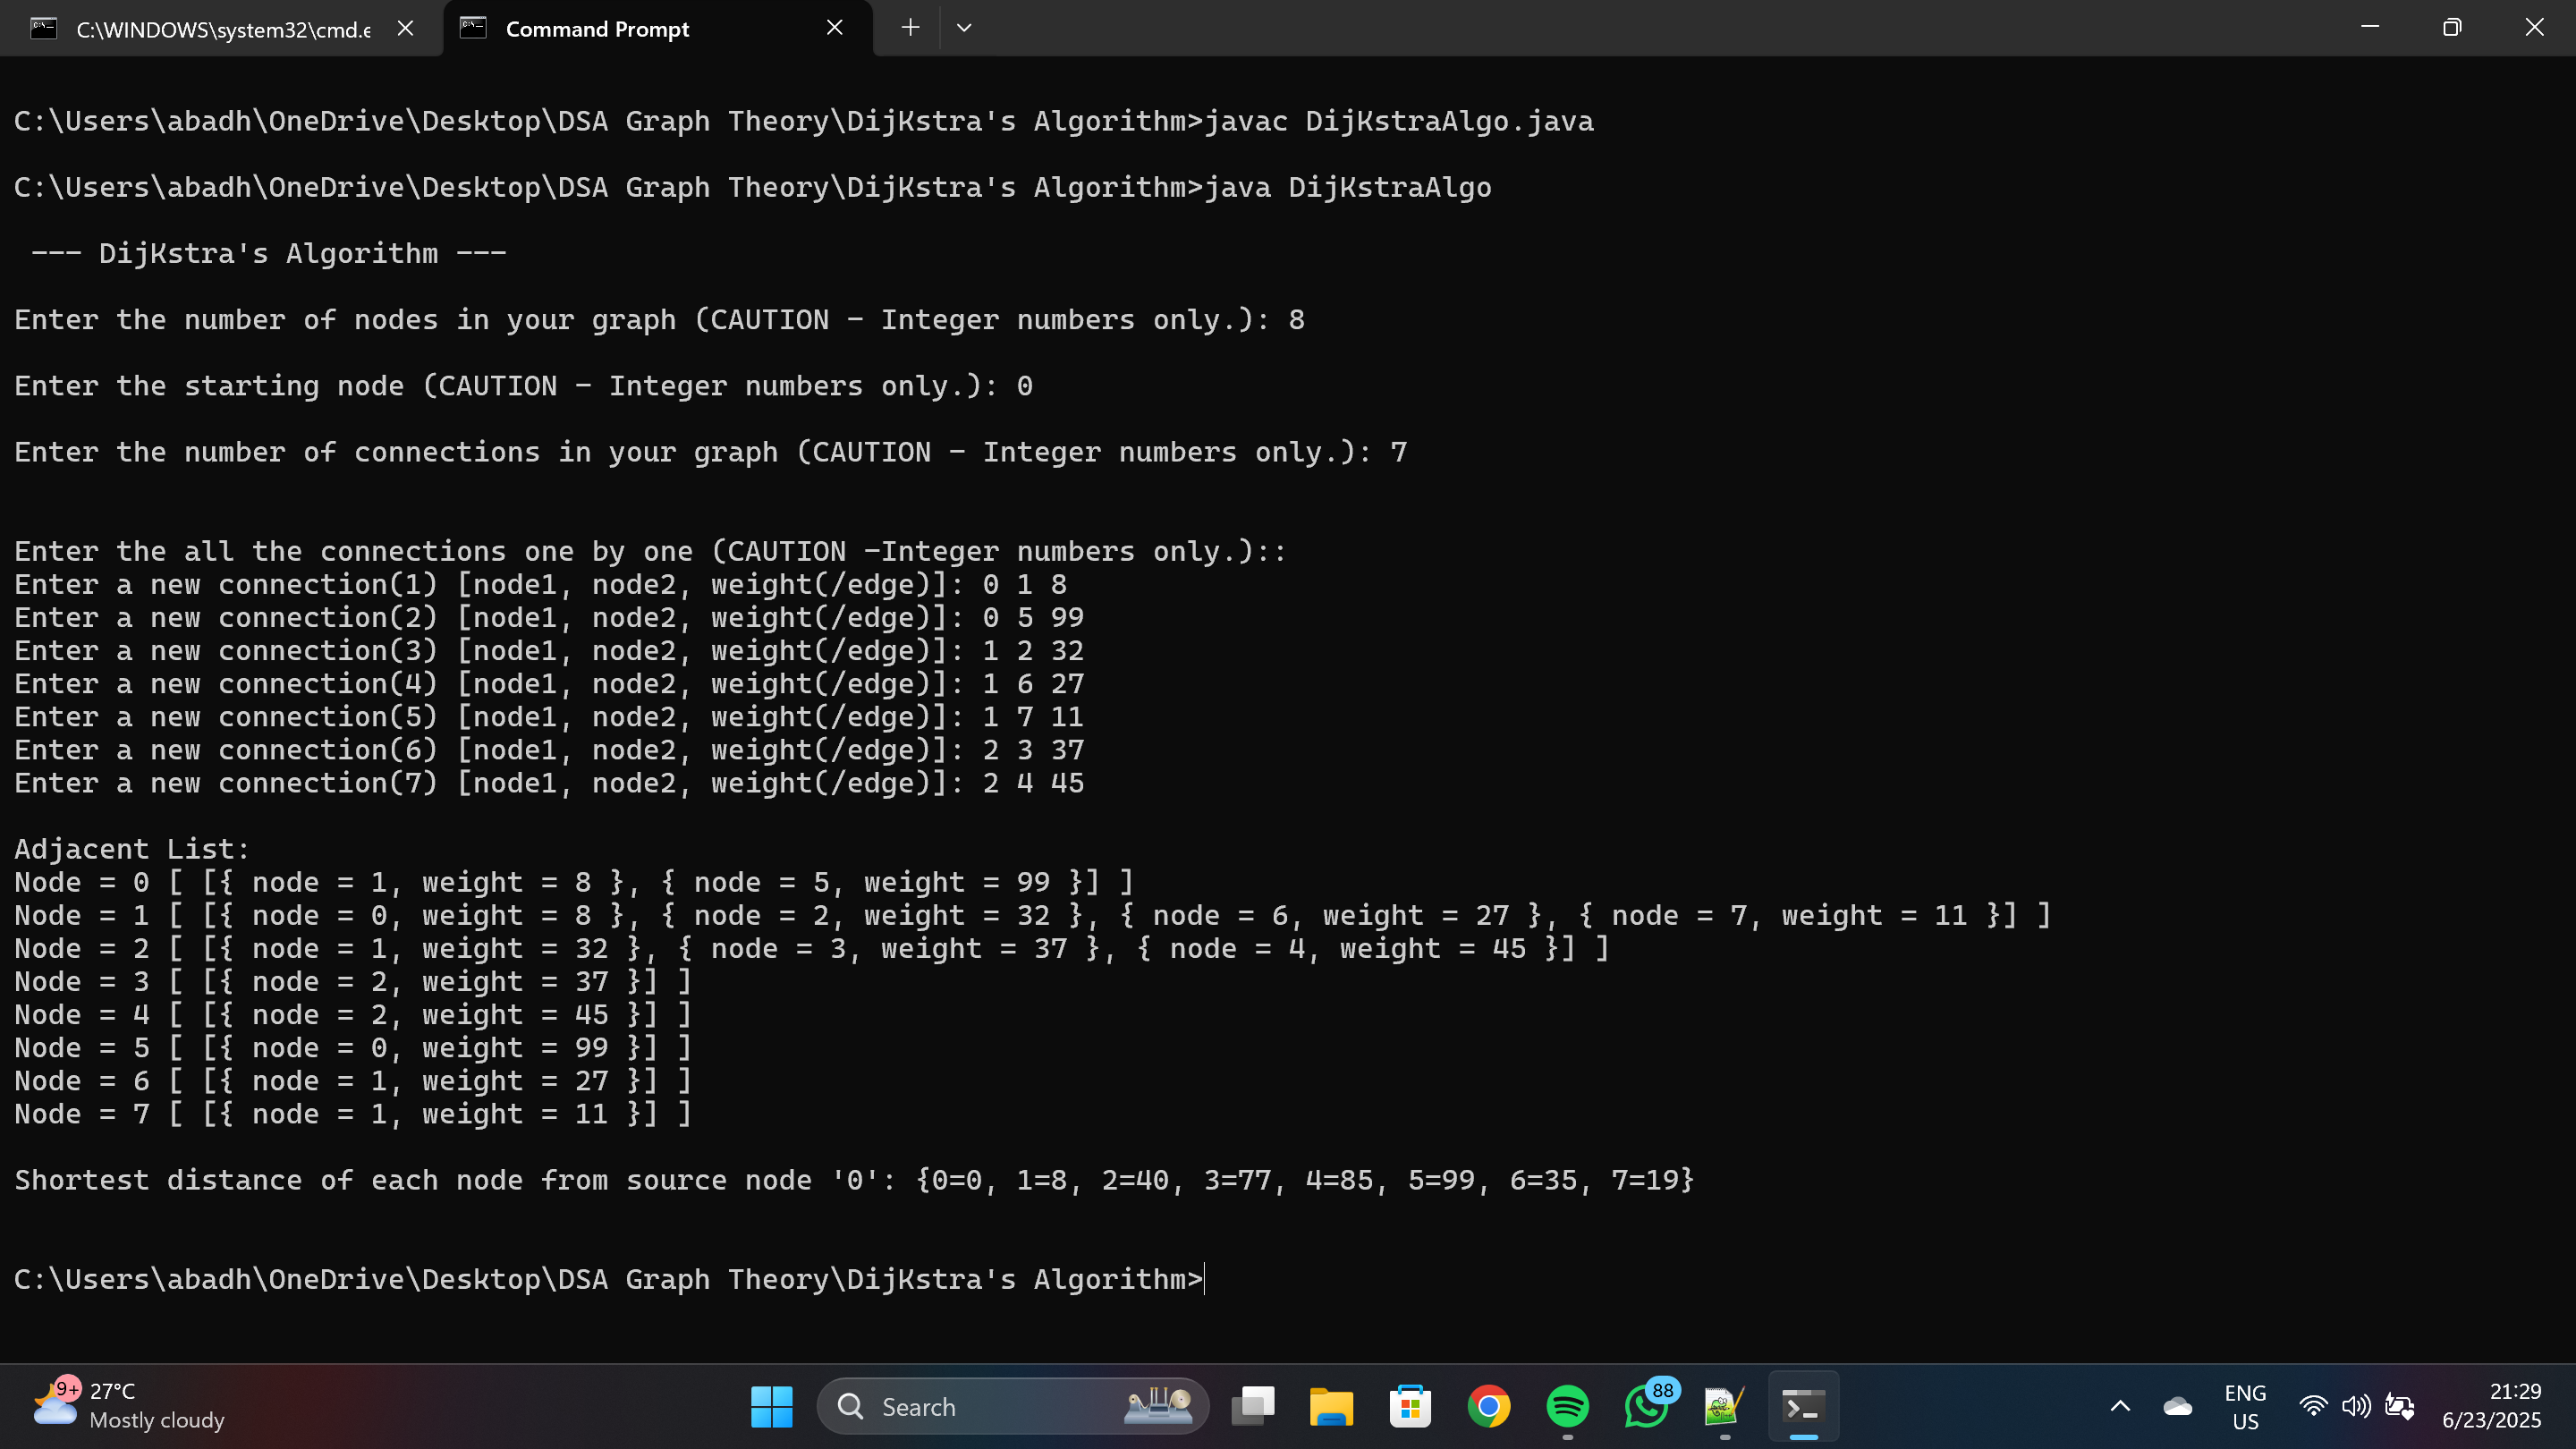 C:\WINDOWS\system32\cmd.e
Command Prompt
C:\Users\abadh\OneDrive\Desktop\DSA Graph Theory\DijKstra's Algorithm>javac DijKstraAlgo.java
C:\Users\abadh\OneDrive\Desktop\DSA Graph Theory\DijKstra's Algorithm>java DijKstraAlgo
--- DijKstra's Algorithm ---
Enter the number of nodes in your graph (CAUTION - Integer numbers only.): 8
Enter the starting node (CAUTION - Integer numbers only.): 0
Enter the number of connections in your graph (CAUTION - Integer numbers only.): 7
Enter the all the connections one by one (CAUTION -Integer numbers only.)::
Enter a new connection(1) [node1, node2, weight(/edge)]: 0 1 8
Enter a new connection(2) [node1, node2, weight(/edge)]: 0 5 99
Enter a new connection(3) [node1, node2, weight(/edge)]: 1 2 32
Enter a new connection(4) [node1, node2, weight(/edge)]: 1 6 27
Enter a new connection(5) [node1, node2, weight(/edge)]: 1 7 11
Enter a new connection(6) [node1, node2, weight(/edge)]: 2 3 37
Enter a new connection(7) [node1, node2, weight(/edge)]: 2 4 45
Adjacent List:
Node = 0 [ [{ node = 1, weight = 8 }, { node = 5, weight = 99 }] ]
Node = 1 [ [{ node = 0, weight = 8 }, { node = 2, weight = 32 }, { node = 6, weight = 27 }, { node = 7, weight = 11 }] ]
Node = 2 [ [{ node = 1, weight = 32 }, { node = 3, weight = 37 }, { node = 4, weight = 45 }] ]
Node = 3 [ [{ node = 2, weight = 37 }] ]
Node = 4 [ [{ node = 2, weight = 45 }] ]
Node = 5 [ [{ node = 0, weight = 99 }] ]
Node = 6 [ [{ node = 1, weight = 27 }] ]
Node = 7 [ [{ node = 1, weight = 11 }] ]
Shortest distance of each node from source node '0': {0=0, 1=8, 2=40, 3=77, 4=85, 5=99, 6=35, 7=19}
C:\Users\abadh\OneDrive\Desktop\DSA Graph Theory\DijKstra's Algorithm>
9+
27°C
Mostly cloudy
Search
88
ENG
US
21:29
6/23/2025